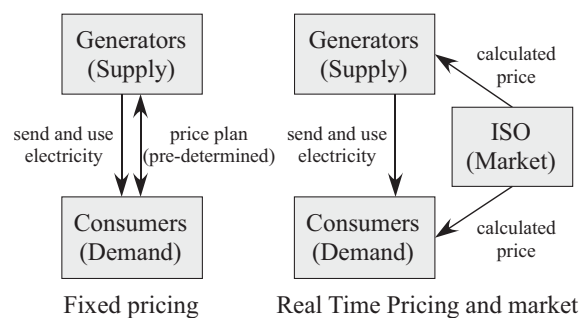 Generators
(Supply)
send and use
electricity
price plan
(pre-determined)
Consumers
(Demand)
Fixed pricing
Generators
(Supply)
calculated
price
send and use
electricity
ISO
(Market)
Consumers
(Demand)
calculated
price
Real Time Pricing and market